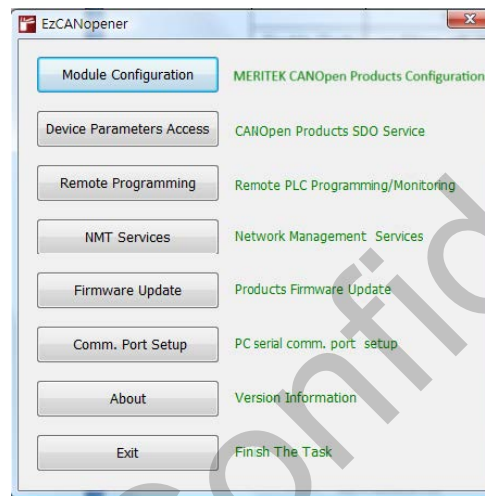 EzCANopener
Module Configuration MERITEK CANOpen Products Configuration
Device Parameters Access CANOpen Products SDO Service
Remote Programming Remote PLC Programming/Monitoring
NMT Services Network Management Services
Firmware Update Products Firmware Update
Comm. Port Setup PC serial comm. port setup
About Version Information
Exit Finish The Task
Confid